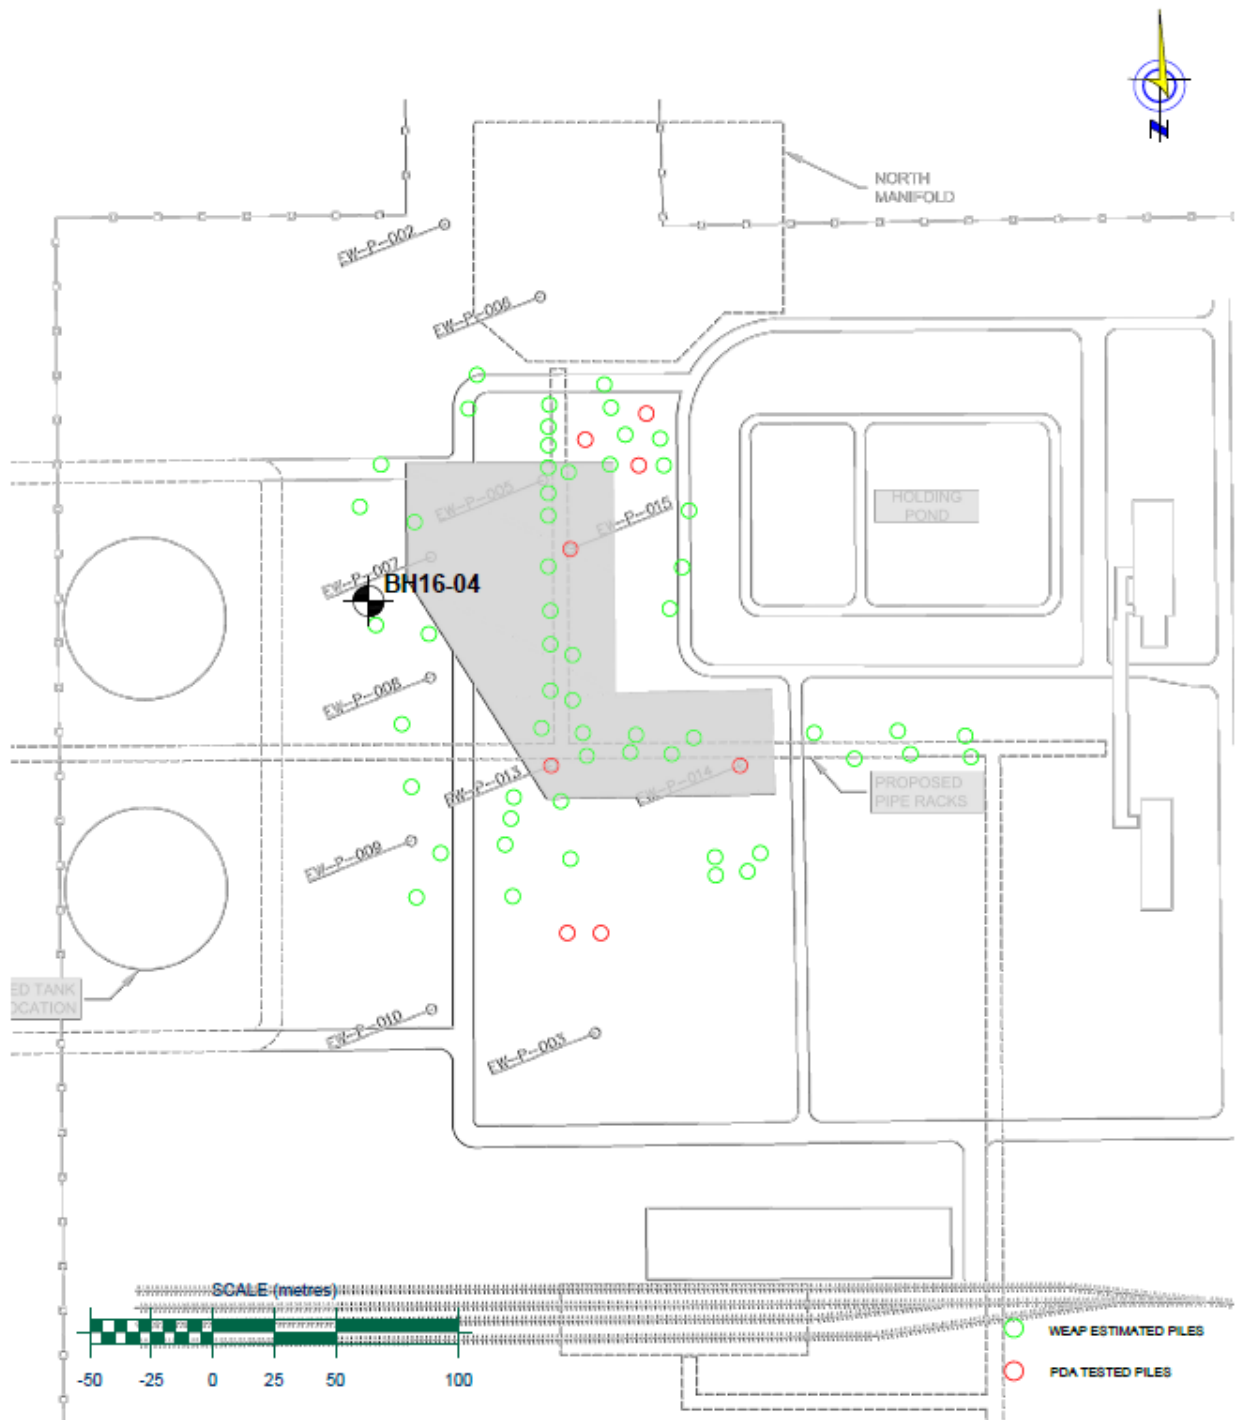 N
NORTH
MANIFOLD
EW-P-002
EW-P-006
EW-P-005
HOLDING
POND
EW-P-015
EW-P-007
BH16-04
EW-P-008
EW-P-013
EW-P-014
PROPOSED
PIPE RACKS
EW-P-009
ED TANK
OCATION
EW-P-010
EW-P-003
SCALE (metres)
WEAP ESTIMATED PILES
PDA TESTED PILES
-50 -25 0 25 50 100